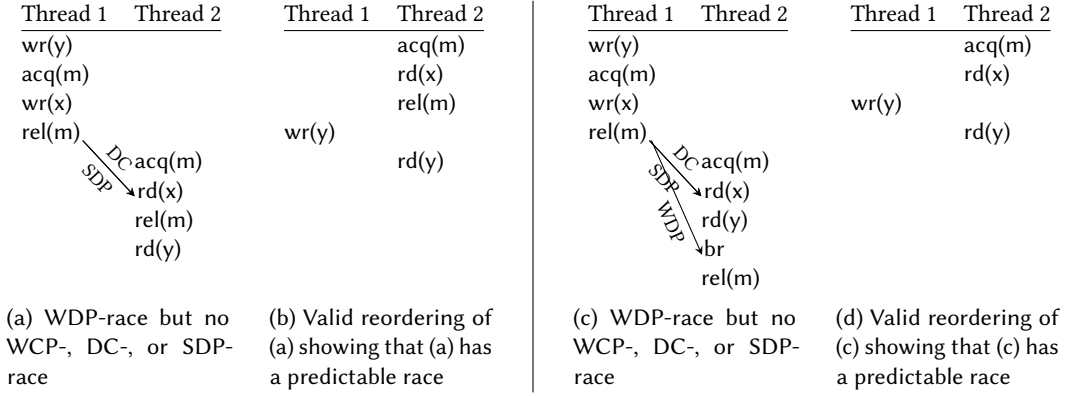 Thread 1 Thread 2
wr(y)
acq(m)
wr(x)
rel(m)
DC acq(m)
SDP rd(x)
rel(m)
rd(y)
(a) WDP-race but no
WCP-, DC-, or SDP-
race
Thread 1 Thread 2
acq(m)
rd(x)
rel(m)
wr(y)
rd(y)
(b) Valid reordering of
(a) showing that (a) has
a predictable race
Thread 1 Thread 2
wr(y)
acq(m)
wr(x)
rel(m)
DC acq(m)
SDP rd(x)
WDP rd(y)
br
rel(m)
(c) WDP-race but no
WCP-, DC-, or SDP-
race
Thread 1 Thread 2
acq(m)
rd(x)
wr(y)
rd(y)
(d) Valid reordering of
(c) showing that (c) has
a predictable race